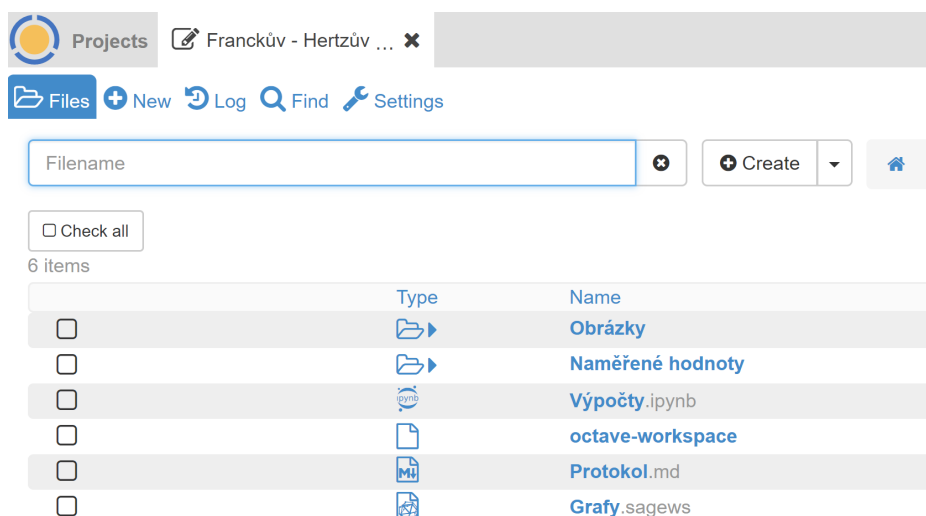 Projects Franckův - Hertzův ...
Files New Log Find Settings
Filename Create
Check all
6 items
Type Name
Obrázky
Naměřené hodnoty
ipynb Výpočty.ipynb
octave-workspace
M Protokol.md
Grafy.sagews